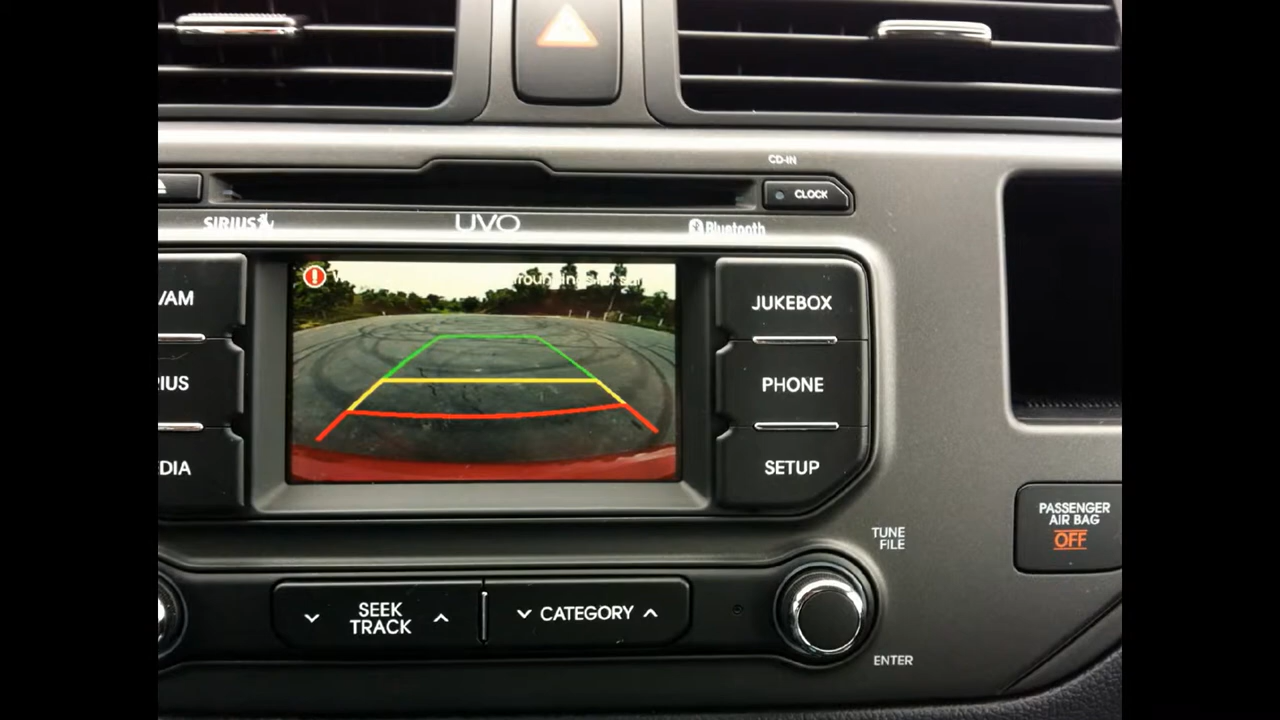 CD-IN
CLOCK
SIRIUS
UVO
Bluetooth
/AM
JUKEBOX
IUS
PHONE
DIA
SETUP
PASSENGER
AIR BAG
OFF
TUNE
FILE
SEEK
TRACK
CATEGORY
ENTER